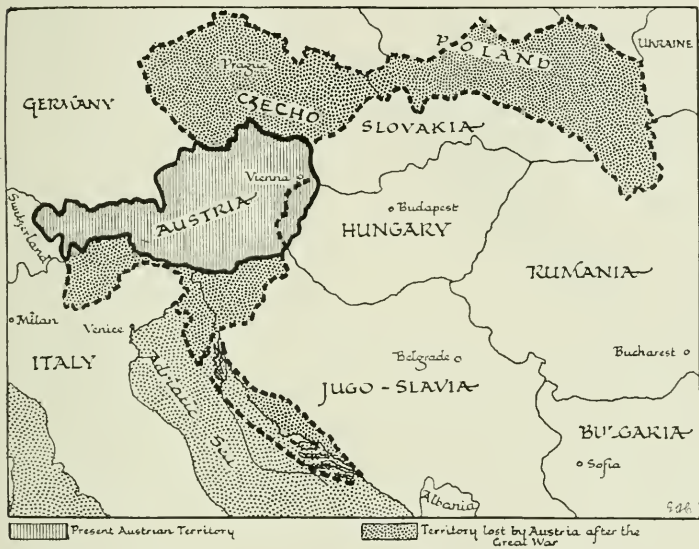 POLAND
UKRAINE
Prague
GERMANY
CZECHO
SLOVAKIA
Vienna
Switzerland
AUSTRIA
Budapest
HUNGARY
RUMANIA
Milan
Venice
ITALY
Adriatic Sea
Belgrade
Bucharest
JUGO-SLAVIA
BULGARIA
Sofia
Albania
Present Austrian Territory
Territory lost by Austria after the
Great War